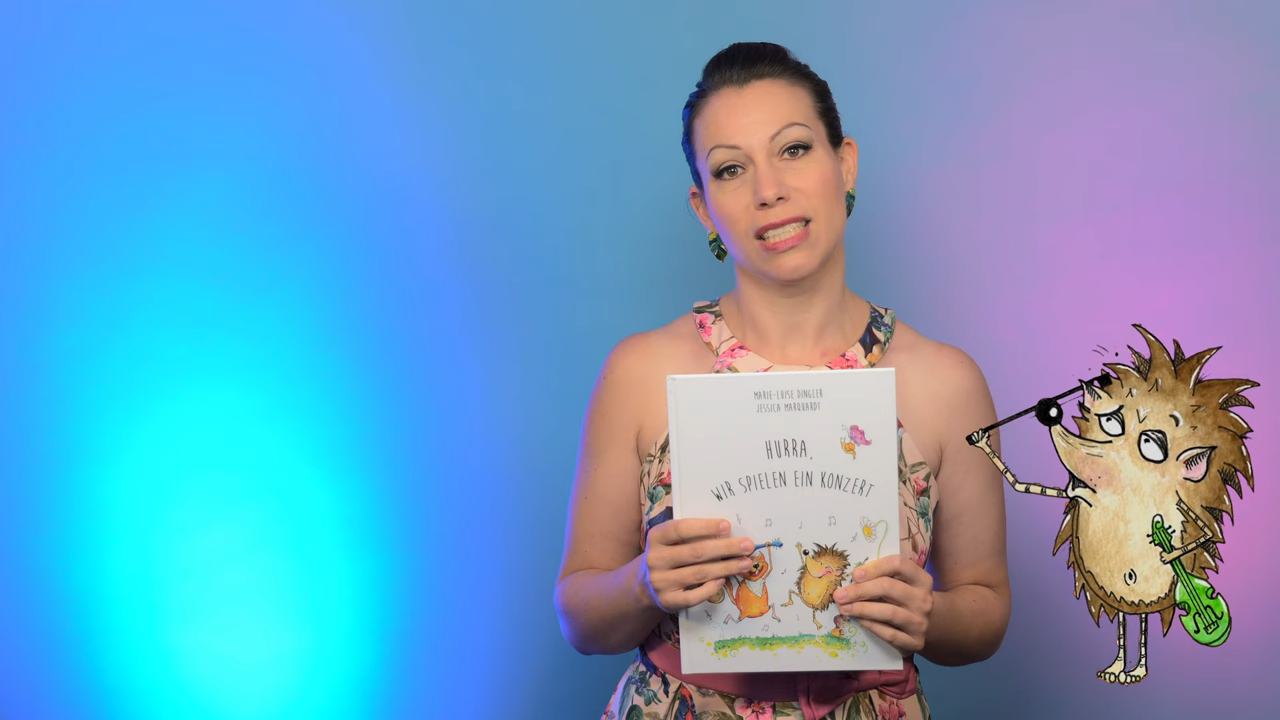 MARIE-LUISE DINGLER
JESSICA MARQUARDT
HURRA,
WIR SPIELEN EIN KONZERT